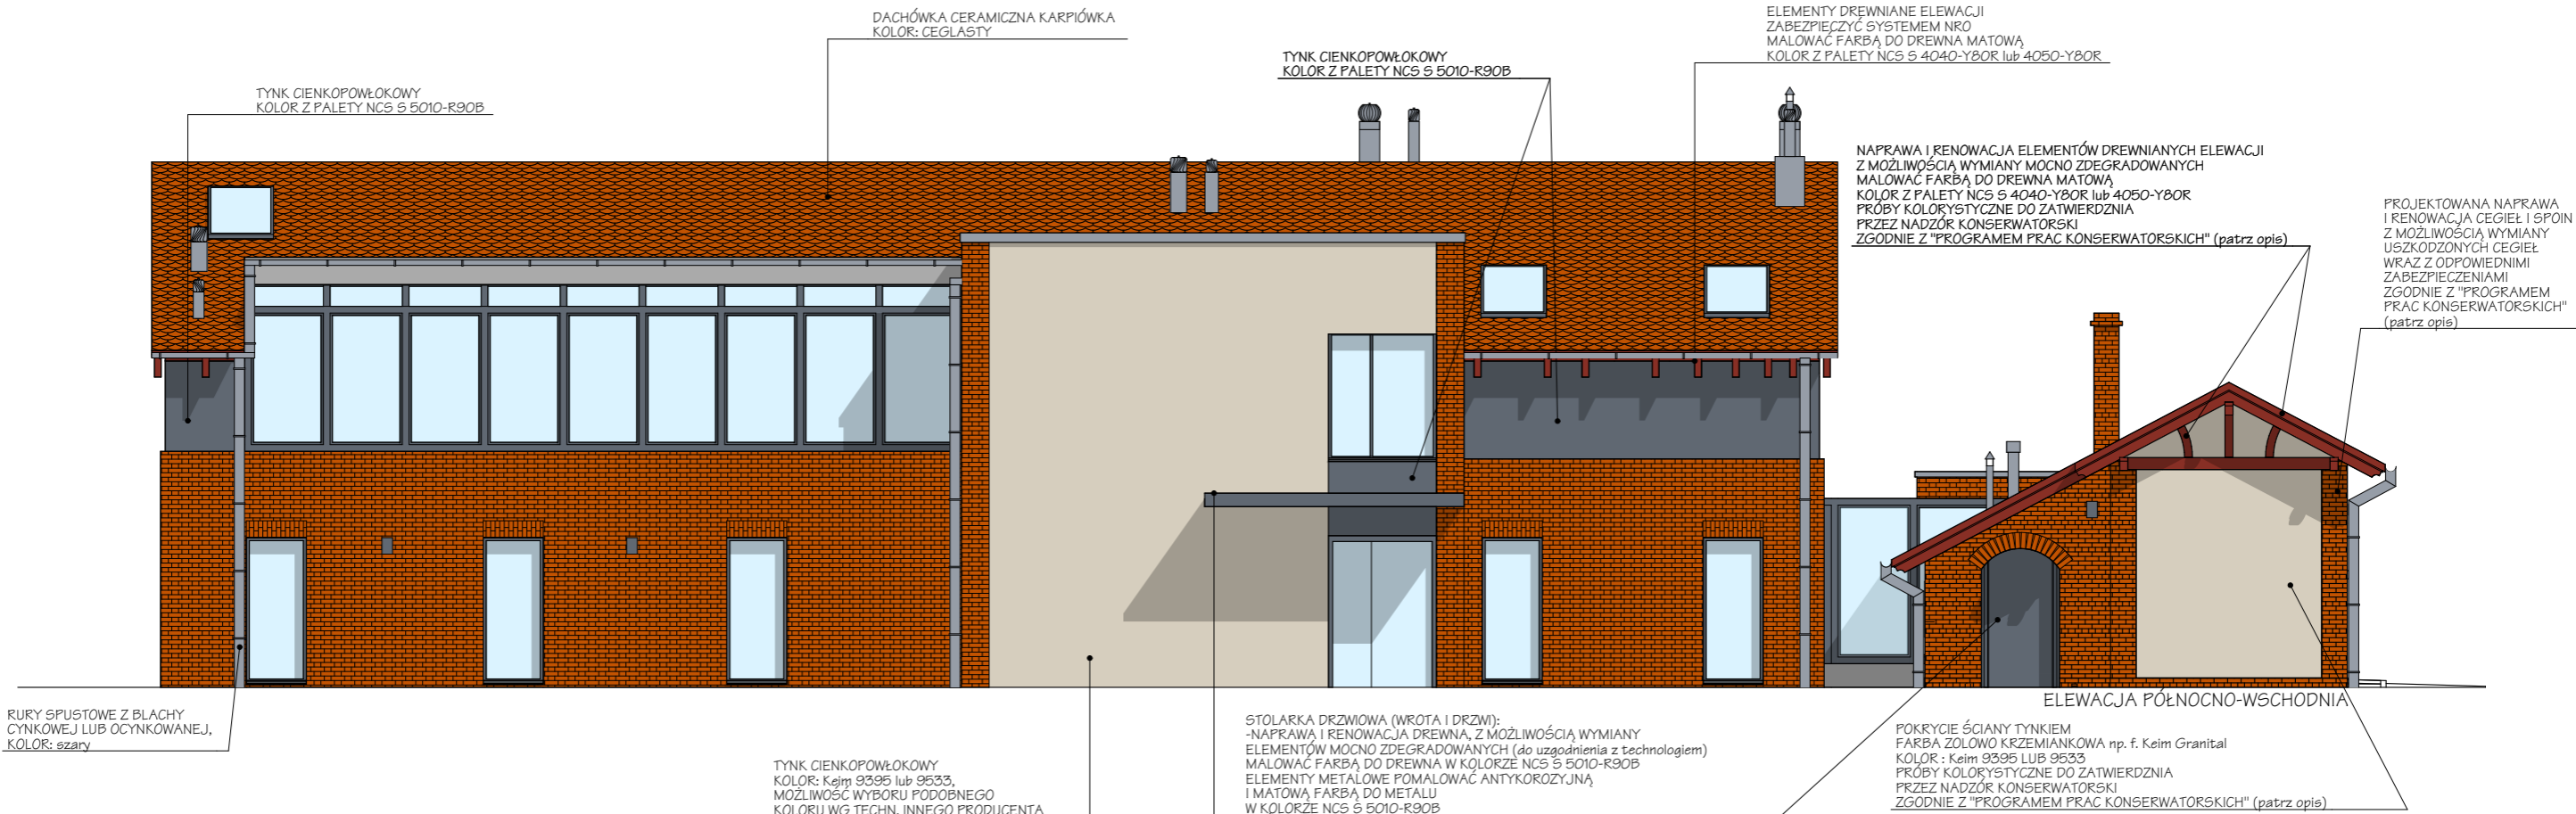 DACHÓWKA CERAMICZNA KARPIÓWKA
KOLOR: CEGLASTY
ELEMENTY DREWNIANE ELEWACJI
ZABEZPIECZYĆ SYSTEMEM NRO
MALOWAĆ FARBĄ DO DREWNA MATOWĄ
KOLOR Z PALETY NCS S 4040-Y80R lub 4050-Y80R
TYNK CIENKOPOWŁOKOWY
KOLOR Z PALETY NCS S 5010-R90B
TYNK CIENKOPOWŁOKOWY
KOLOR Z PALETY NCS S 5010-R90B
NAPRAWA I RENOWACJA ELEMENTÓW DREWNIANYCH ELEWACJI
Z MOŻLIWOŚCIĄ WYMIANY MOCNO ZDEGRADOWANYCH
MALOWAĆ FARBĄ DO DREWNA MATOWĄ
KOLOR Z PALETY NCS S 4040-Y80R lub 4050-Y80R
PRÓBY KOLORYSTYCZNE DO ZATWIERDZNIA
PRZEZ NADZÓR KONSERWATORSKI
ZGODNIE Z "PROGRAMEM PRAC KONSERWATORSKICH" (patrz opis)
PROJEKTOWANA NAPRAWA
I RENOWACJA CEGIEŁ I SPOIN
Z MOŻLIWOŚCIĄ WYMIANY
USZKODZONYCH CEGIEŁ
WRAZ Z ODPOWIEDNIMI
ZABEZPIECZENIAMI
ZGODNIE Z "PROGRAMEM
PRAC KONSERWATORSKICH"
(patrz opis)
ELEWACJA PÓŁNOCNO-WSCHODNIA
RURY SPUSTOWE Z BLACHY
CYNKOWEJ LUB OCYNKOWANEJ,
KOLOR: szary
TYNK CIENKOPOWŁOKOWY
KOLOR: Keim 9395 lub 9533,
MOŻLIWOŚĆ WYBORU PODOBNEGO
KOLORU WG TECHN. INNEGO PRODUCENTA
STOLARKA DRZWIOWA (WROTA I DRZWI):
-NAPRAWA I RENOWACJA DREWNA, Z MOŻLIWOŚCIĄ WYMIANY
ELEMENTÓW MOCNO ZDEGRADOWANYCH (do uzgodnienia z technologiem)
MALOWAĆ FARBĄ DO DREWNA W KOLORZE NCS S 5010-R90B
ELEMENTY METALOWE POMALOWAĆ ANTYKOROZYJNĄ
I MATOWĄ FARBĄ DO METALU
W KOLORZE NCS S 5010-R90B
POKRYCIE ŚCIANY TYNKIEM
FARBA ZOLOWO KRZEMIANKOWA np. f. Keim Granital
KOLOR : Keim 9395 LUB 9533
PRÓBY KOLORYSTYCZNE DO ZATWIERDZNIA
PRZEZ NADZÓR KONSERWATORSKI
ZGODNIE Z "PROGRAMEM PRAC KONSERWATORSKICH" (patrz opis)